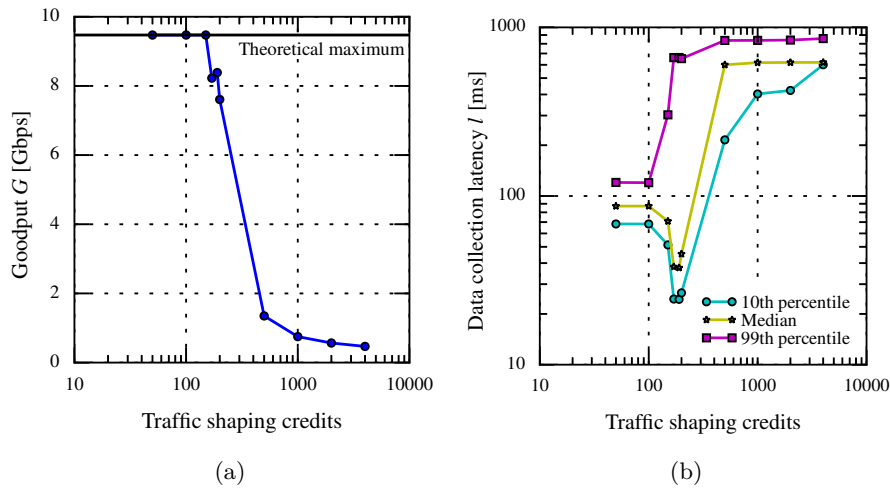 10
8
6
4
2
0
10
100
1000
10000
Theoretical maximum
Goodput G [Gbps]
Traffic shaping credits
(a)
1000
100
10
10
100
1000
10000
10th percentile
Median
99th percentile
Data collection latency l [ms]
Traffic shaping credits
(b)